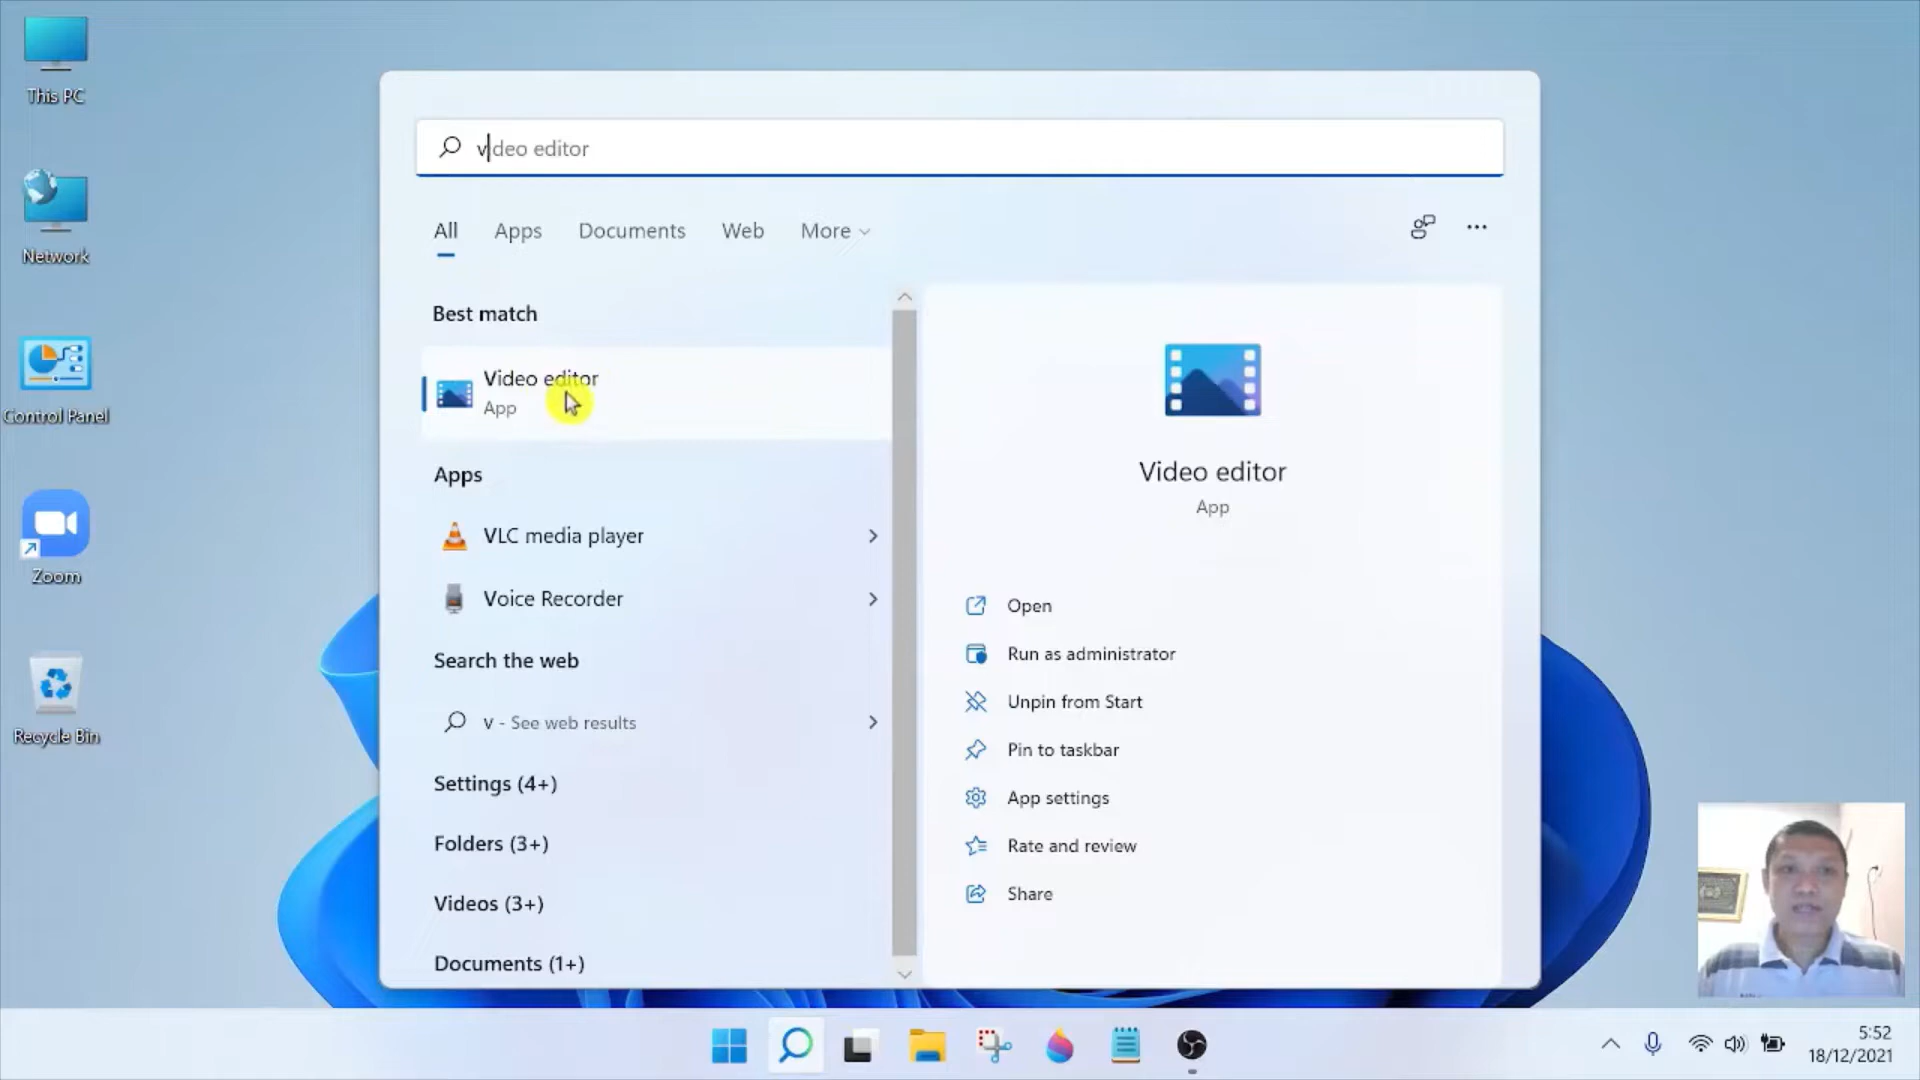 This PC
Network
Control Panel
Zoom
Recycle Bin
video editor
All Apps Documents Web More
Best match
Video editor
App
Apps
VLC media player
Voice Recorder
Search the web
v - See web results
Settings (4+)
Folders (3+)
Videos (3+)
Documents (1+)
Video editor
App
Open
Run as administrator
Unpin from Start
Pin to taskbar
App settings
Rate and review
Share
5:52
18/12/2021